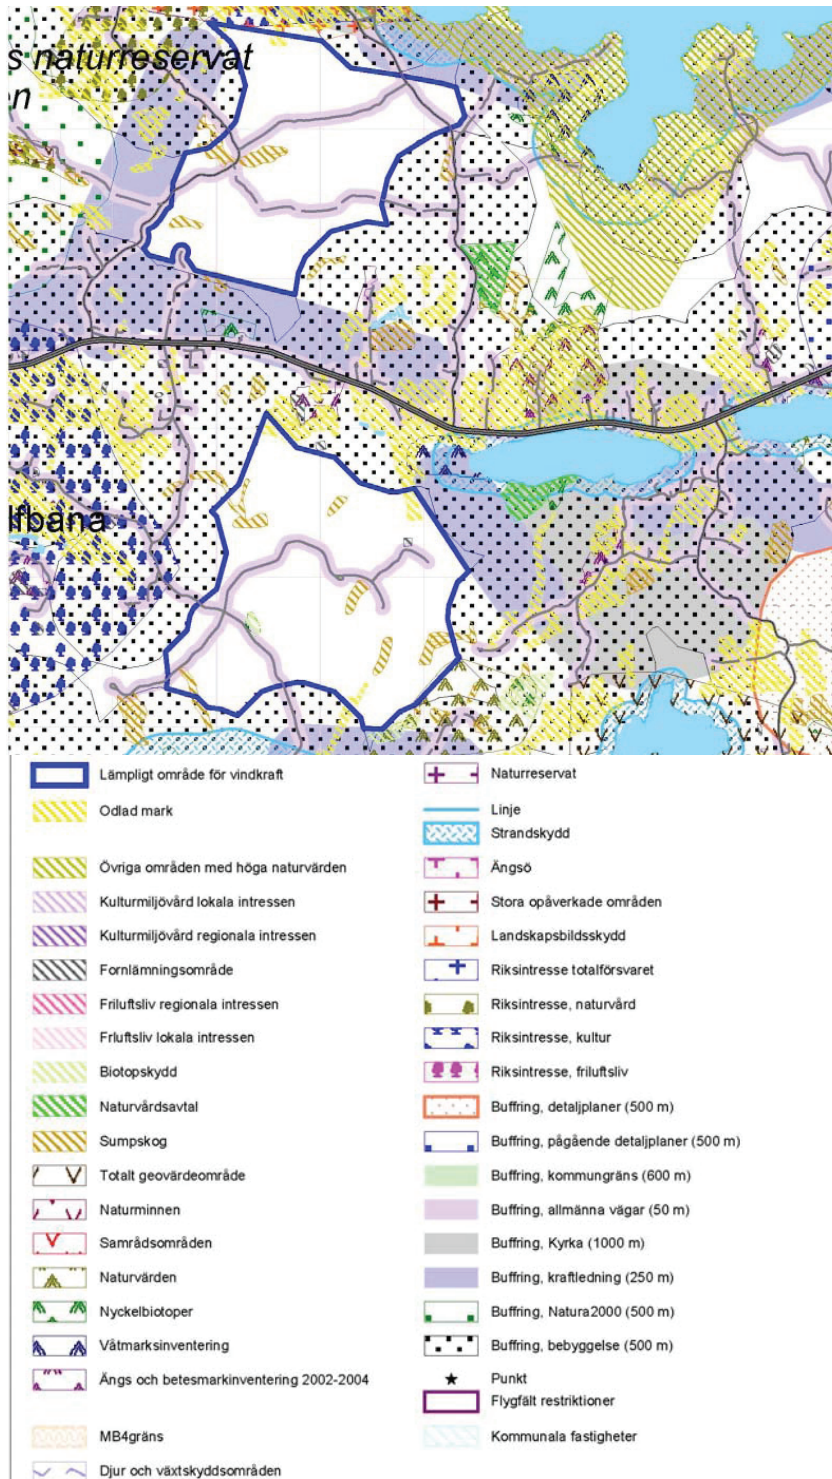 s naturreservat
n
lfbana
Lämpligt område för vindkraft
Odlad mark
Övriga områden med höga naturvärden
Kulturmiljövård lokala intressen
Kulturmiljövård regionala intressen
Fornlämningsområde
Friluftsliv regionala intressen
Frluftsliv lokala intressen
Biotopskydd
Naturvårdsavtal
Sumpskog
Totalt geovärdeområde
Naturminnen
Samrådsområden
Naturvärden
Nyckelbiotoper
Våtmarksinventering
Ängs och betesmarkinventering 2002-2004
MB4gräns
Djur och växtskyddsområden
Naturreservat
Linje
Strandskydd
Ängsö
Stora opåverkade områden
Landskapsbildsskydd
Riksintresse totalförsvaret
Riksintresse, naturvård
Riksintresse, kultur
Riksintresse, friluftsliv
Buffring, detaljplaner (500 m)
Buffring, pågående detaljplaner (500 m)
Buffring, kommungräns (600 m)
Buffring, allmänna vägar (50 m)
Buffring, Kyrka (1000 m)
Buffring, kraftledning (250 m)
Buffring, Natura2000 (500 m)
Buffring, bebyggelse (500 m)
Punkt
Flygfält restriktioner
Kommunala fastigheter